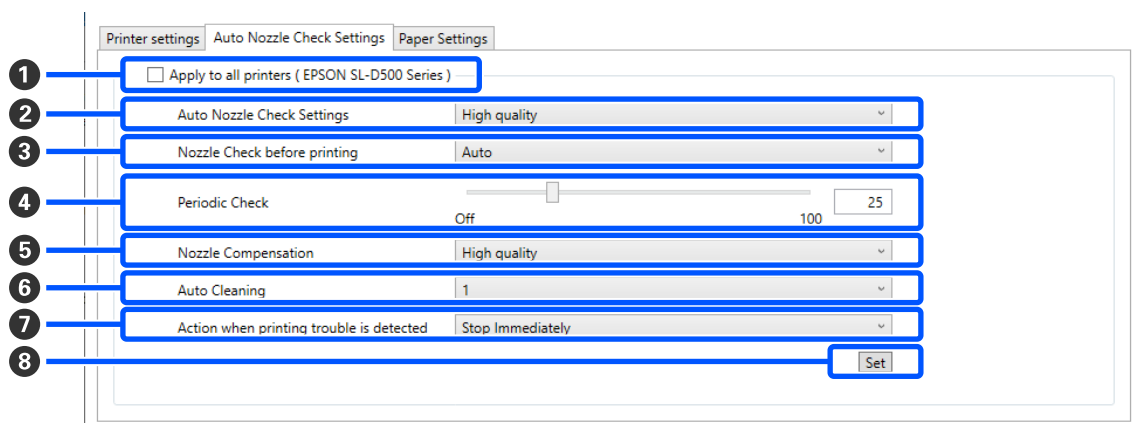 Printer settings Auto Nozzle Check Settings Paper Settings
1 Apply to all printers ( EPSON SL-D500 Series )
2 Auto Nozzle Check Settings High quality
3 Nozzle Check before printing Auto
4 Periodic Check 25
Off 100
5 Nozzle Compensation High quality
6 Auto Cleaning 1
7 Action when printing trouble is detected Stop Immediately
8 Set